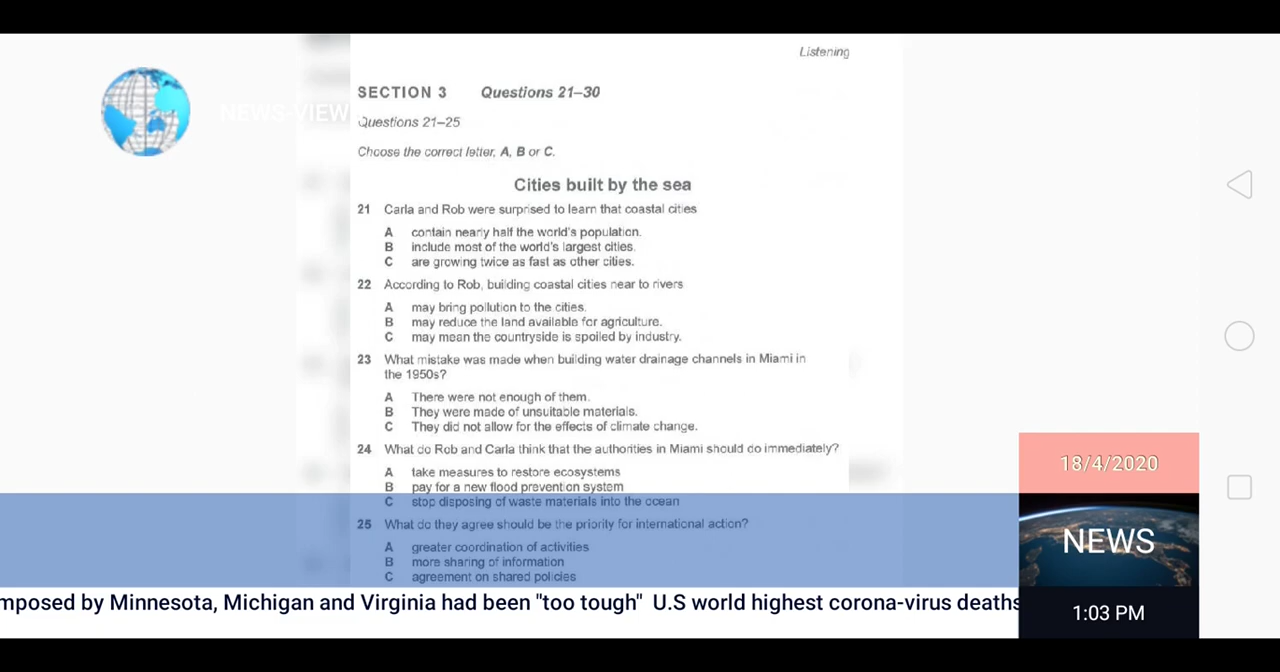 Listening
NEWS-VIEW
SECTION 3 Questions 21–30
Questions 21–25
Choose the correct letter, A, B or C.
Cities built by the sea
21 Carla and Rob were surprised to learn that coastal cities
A contain nearly half the world's population.
B include most of the world's largest cities.
C are growing twice as fast as other cities.
22 According to Rob, building coastal cities near to rivers
A may bring pollution to the cities.
B may reduce the land available for agriculture.
C may mean the countryside is spoiled by industry.
23 What mistake was made when building water drainage channels in Miami in
the 1950s?
A There were not enough of them.
B They were made of unsuitable materials.
C They did not allow for the effects of climate change.
24 What do Rob and Carla think that the authorities in Miami should do immediately?
A take measures to restore ecosystems
B pay for a new flood prevention system
C stop disposing of waste materials into the ocean
25 What do they agree should be the priority for international action?
A greater coordination of activities
B more sharing of information
C agreement on shared policies
18/4/2020
NEWS
1:03 PM
mposed by Minnesota, Michigan and Virginia had been "too tough" U.S world highest corona-virus deaths